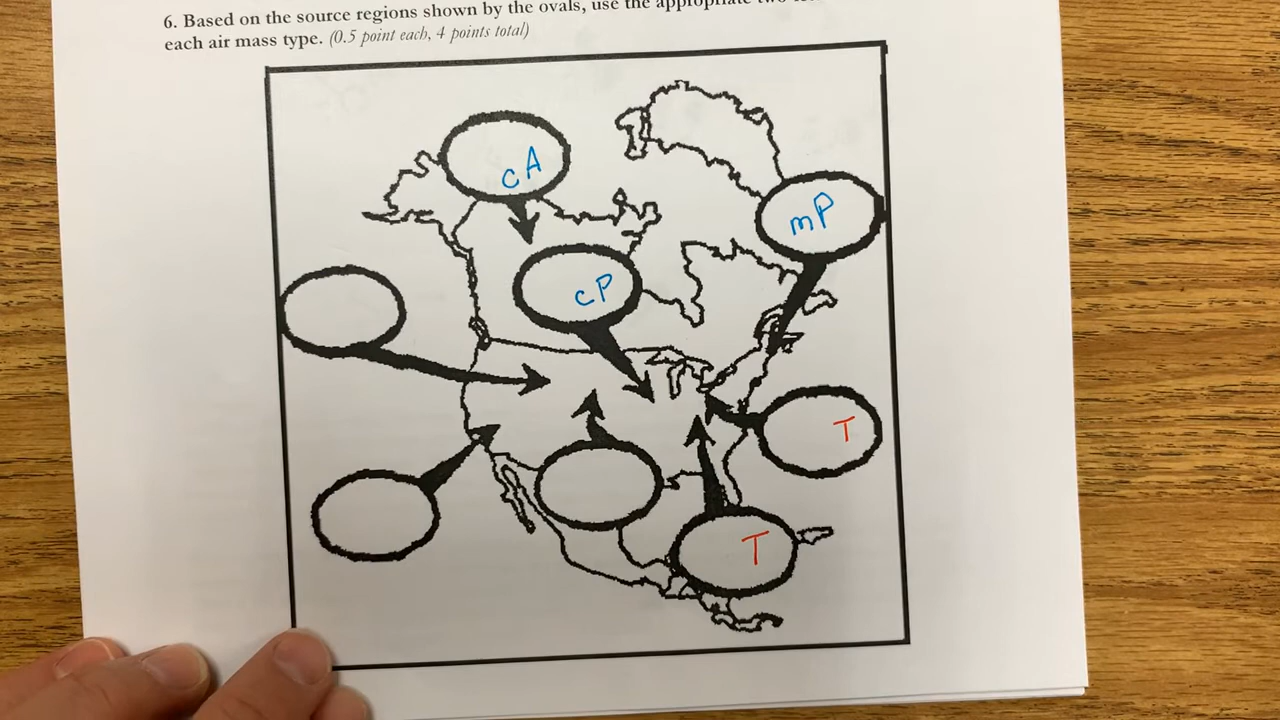 6. Based on the source regions shown by the ovals, use the appropriate
each air mass type. (0.5 point each, 4 points total)
cA
mP
cP
T
T